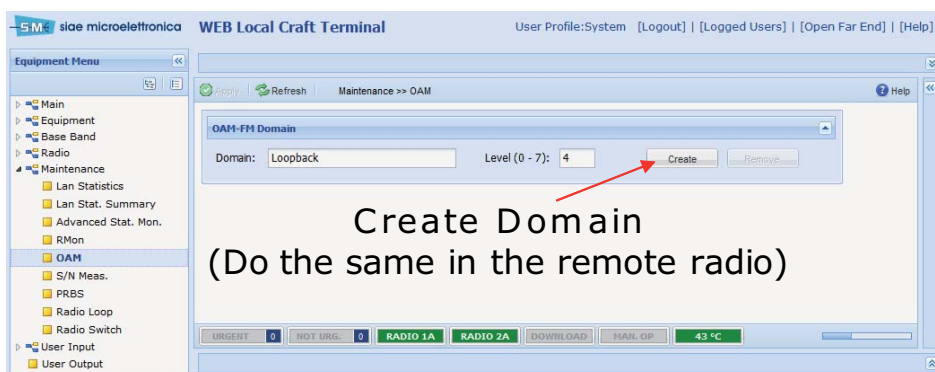 SM siae microelettronica WEB Local Craft Terminal User Profile:System [Logout] | [Logged Users] | [Open Far End] | [Help]
Equipment Menu
Apply Refresh Maintenance >> OAM Help
Main
Equipment
Base Band
Radio
Maintenance
Lan Statistics
Lan Stat. Summary
Advanced Stat. Mon.
RMon
OAM
S/N Meas.
PRBS
Radio Loop
Radio Switch
User Input
User Output
OAM-FM Domain
Domain: Loopback Level (0 - 7): 4 Create Remove
Create Domain
(Do the same in the remote radio)
URGENT 0 NOT URG. 0 RADIO 1A RADIO 2A DOWNLOAD MAN. OP 43 ºC